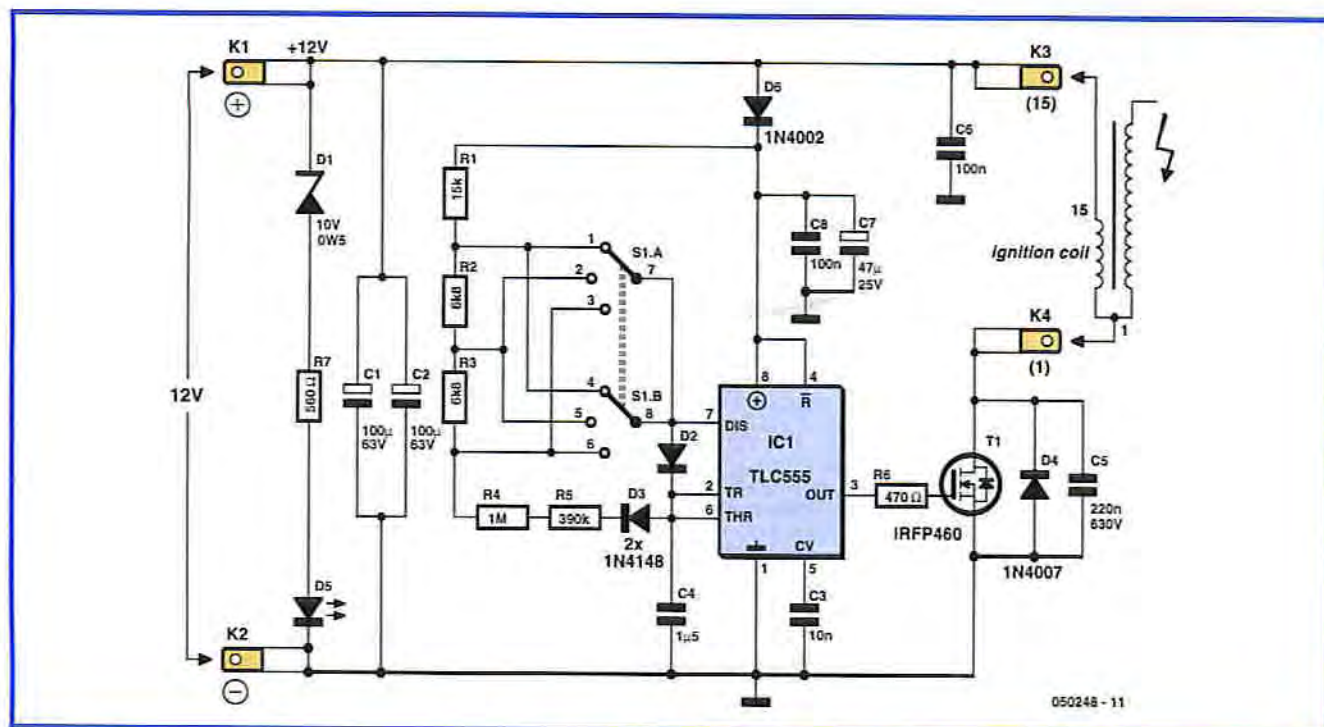 K1
+12V
K3
D6
1N4002
(15)
C6
100n
D1
10V
0W5
R1
15k
15
Ignition coil
C8
100n
C7
47µ
25V
1
S1.A
7
2
3
R2
6k8
R3
6k8
K4
(1)
1
12V
R7
560Ω
C1
100µ
63V
C2
100µ
63V
4
S1.B
8
5
6
8
4
R
7
DIS
IC1
TLC555
D2
2
TR
6
THR
OUT
3
R6
470 Ω
T1
IRFP460
D4
1N4007
C5
220n
630V
R4
1M
R5
390k
D3
2x
1N4148
1
CV
5
D5
C4
1µ5
C3
10n
K2
050248 - 11